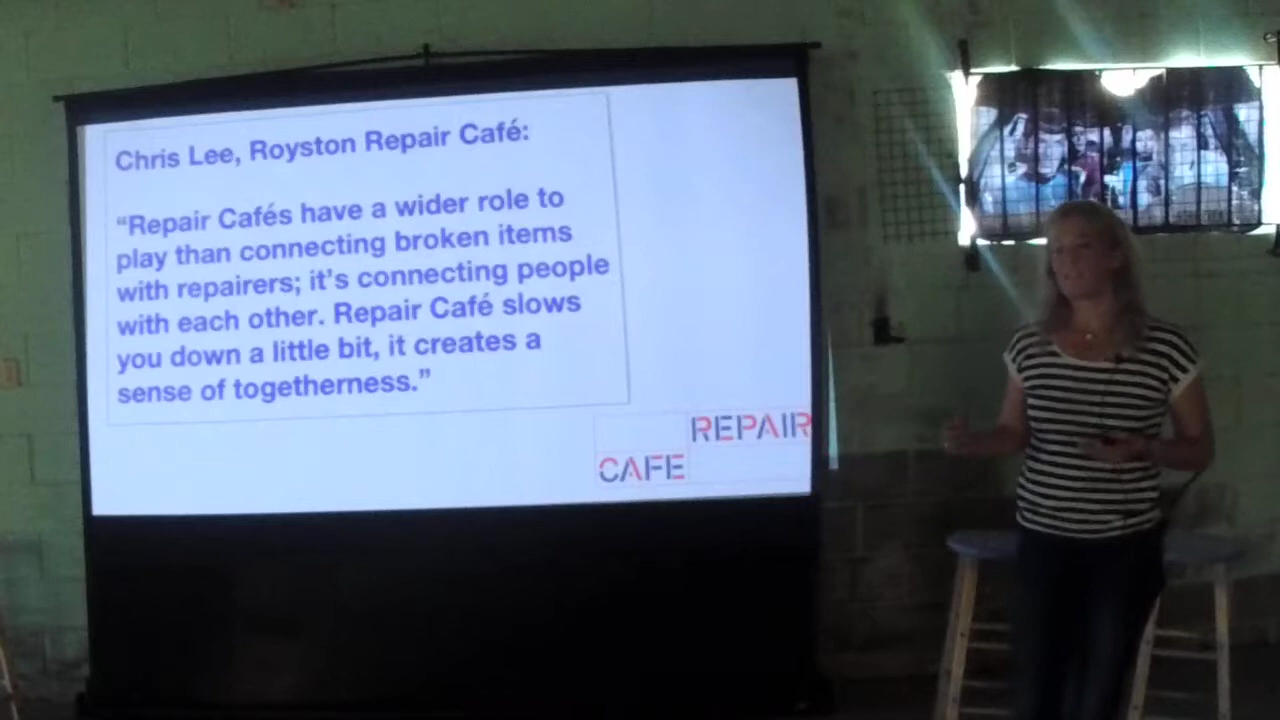 Chris Lee, Royston Repair Café:
“Repair Cafés have a wider role to
play than connecting broken items
with repairers; it’s connecting people
with each other. Repair Café slows
you down a little bit, it creates a
sense of togetherness.”
REPAIR
CAFE